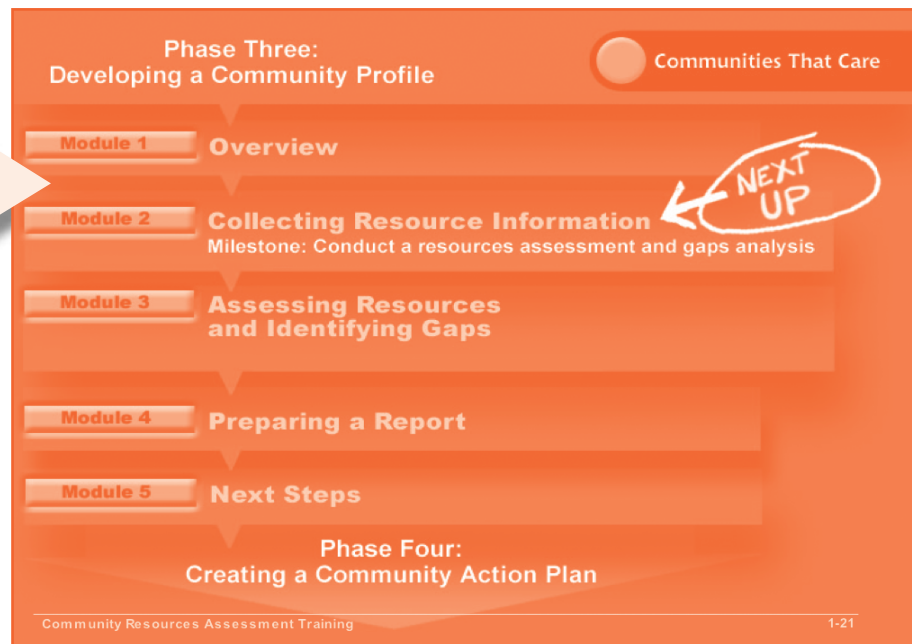 Phase Three:
Developing a Community Profile
Communities That Care
Module 1
Overview
NEXT
UP
Module 2
Collecting Resource Information
Milestone: Conduct a resources assessment and gaps analysis
Module 3
Assessing Resources
and Identifying Gaps
Module 4
Preparing a Report
Module 5
Next Steps
Phase Four:
Creating a Community Action Plan
Community Resources Assessment Training
1-21